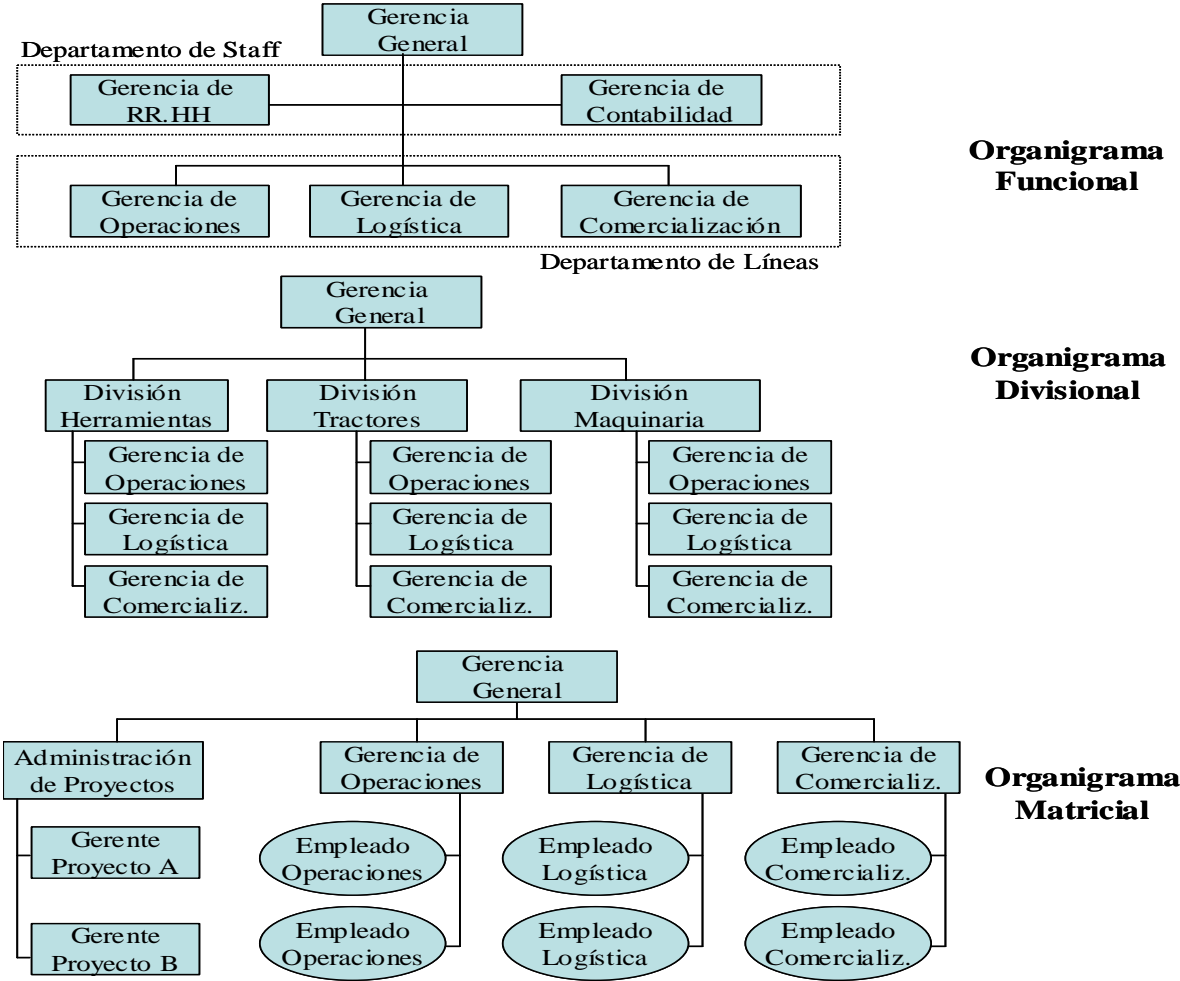 Gerencia
General
Departamento de Staff
Gerencia de
RR.HH
Gerencia de
Contabilidad
Organigrama
Funcional
Gerencia de
Operaciones
Gerencia de
Logística
Gerencia de
Comercialización
Departamento de Líneas
Gerencia
General
Organigrama
Divisional
División
Herramientas
División
Tractores
División
Maquinaria
Gerencia de
Operaciones
Gerencia de
Logística
Gerencia de
Comercializ.
Gerencia de
Operaciones
Gerencia de
Logística
Gerencia de
Comercializ.
Gerencia de
Operaciones
Gerencia de
Logística
Gerencia de
Comercializ.
Gerencia
General
Administración
de Proyectos
Gerencia de
Operaciones
Gerencia de
Logística
Gerencia de
Comercializ.
Organigrama
Matricial
Gerente
Proyecto A
Empleado
Operaciones
Empleado
Logística
Empleado
Comercializ.
Gerente
Proyecto B
Empleado
Operaciones
Empleado
Logística
Empleado
Comercializ.